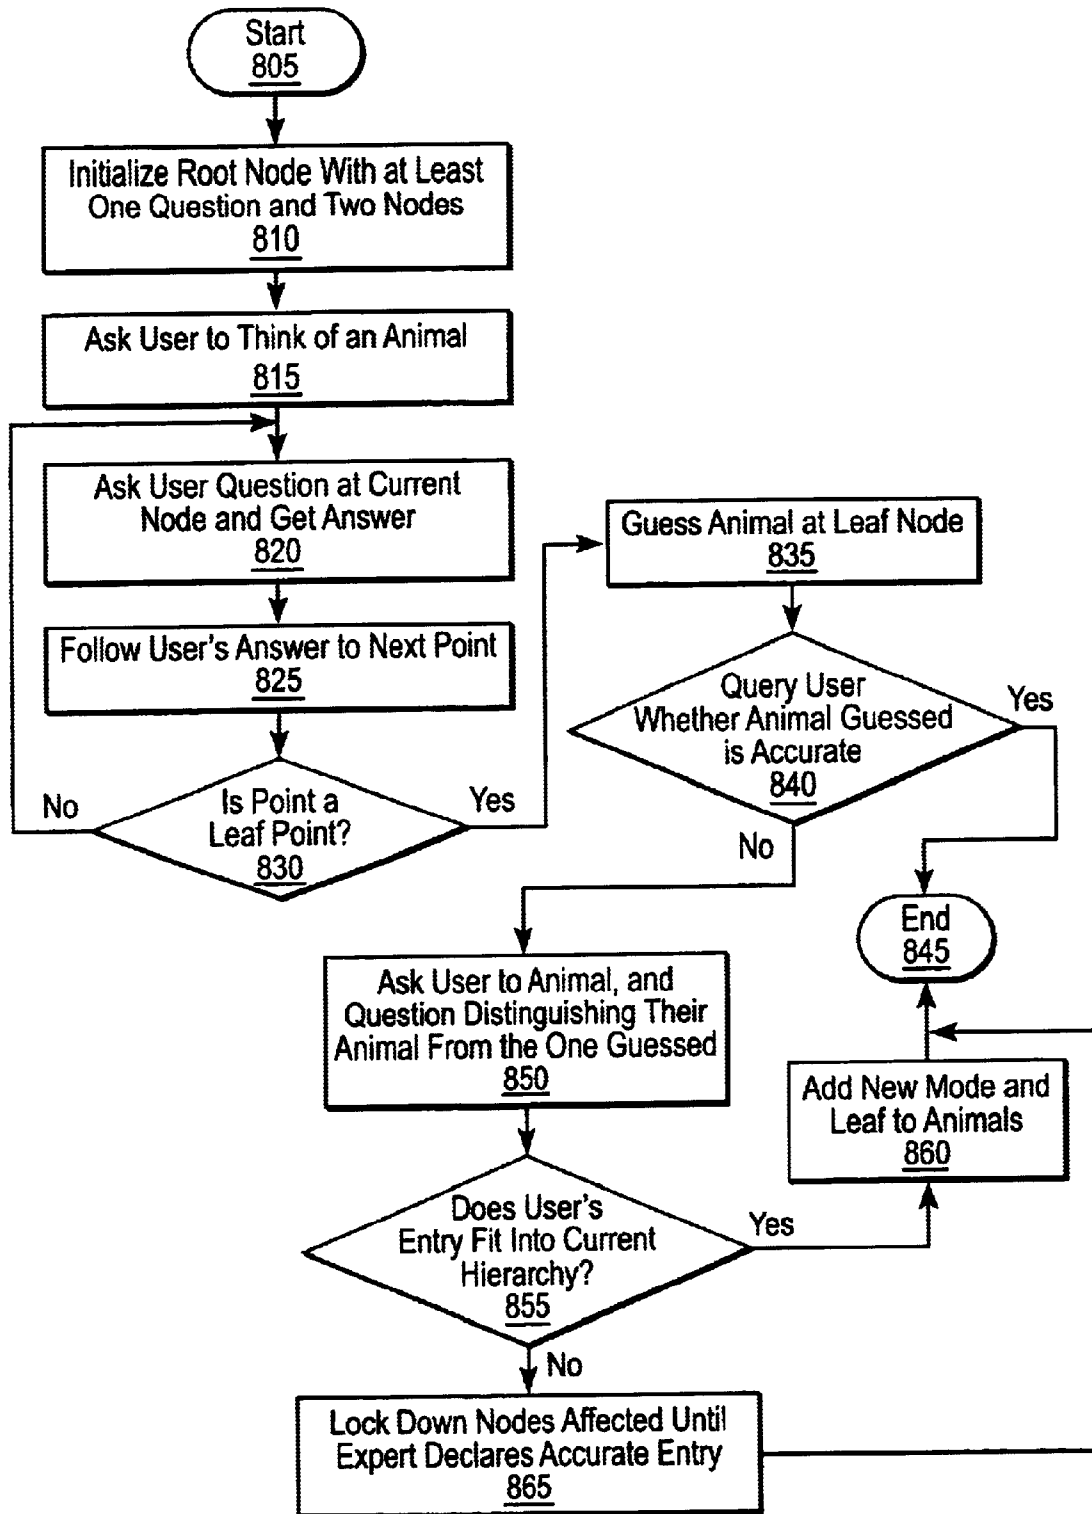 Start
805
Initialize Root Node With at Least
One Question and Two Nodes
810
Ask User to Think of an Animal
815
Ask User Question at Current
Node and Get Answer
820
Follow User's Answer to Next Point
825
No
Is Point a
Leaf Point?
830
Yes
Guess Animal at Leaf Node
835
Query User
Whether Animal Guessed
is Accurate
840
Yes
No
End
845
Ask User to Animal, and
Question Distinguishing Their
Animal From the One Guessed
850
Add New Mode and
Leaf to Animals
860
Does User's
Entry Fit Into Current
Hierarchy?
855
Yes
No
Lock Down Nodes Affected Until
Expert Declares Accurate Entry
865